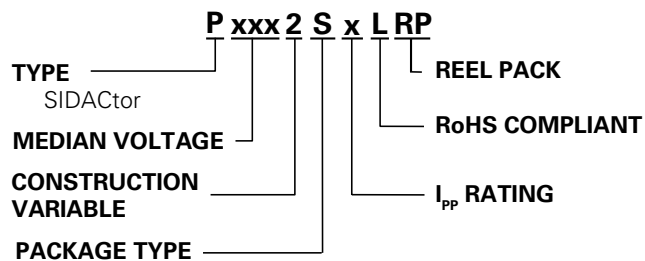 P xxx 2 S x L RP
TYPE
SIDACtor
MEDIAN VOLTAGE
CONSTRUCTION
VARIABLE
PACKAGE TYPE
REEL PACK
RoHS COMPLIANT
IPP RATING